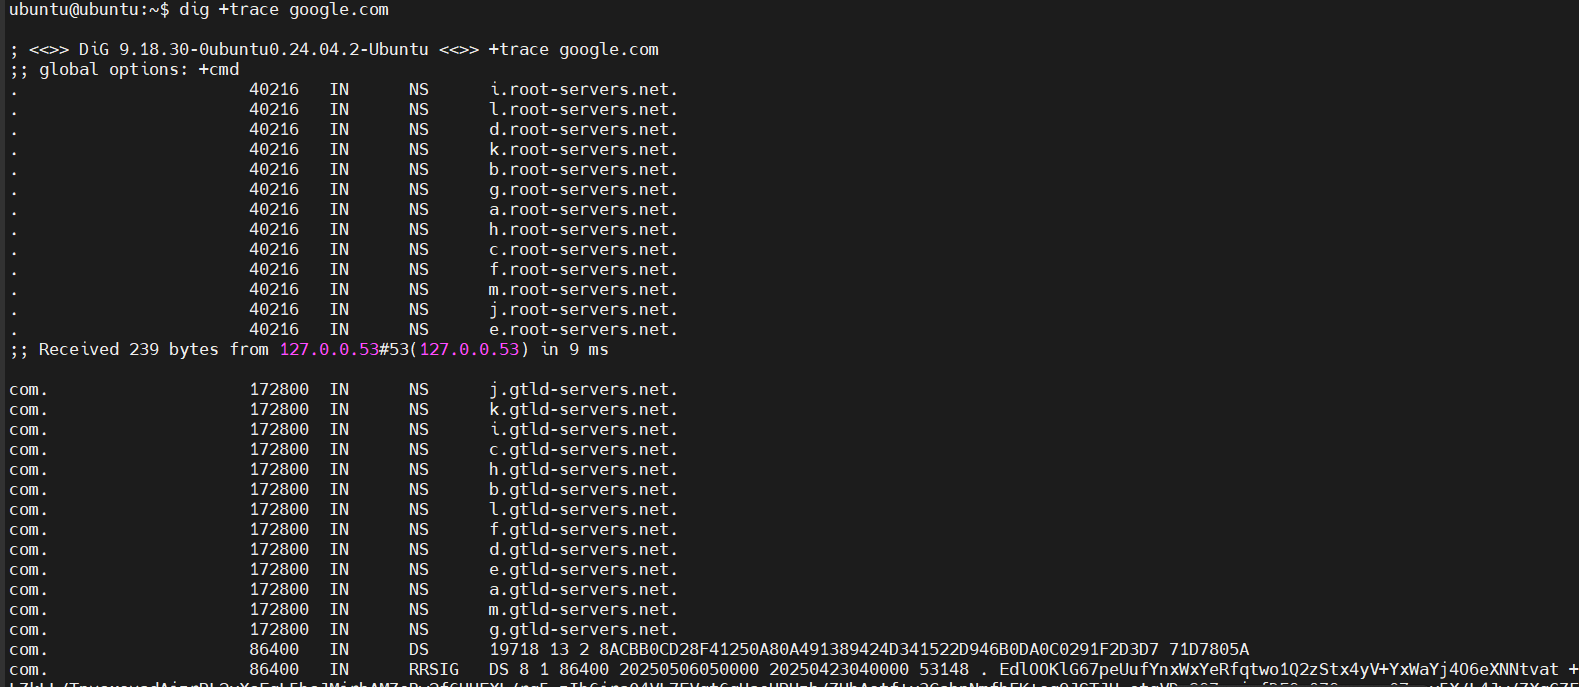 ubuntu@ubuntu:~$ dig +trace google.com
; <<>> DiG 9.18.30-0ubuntu0.24.04.2-Ubuntu <<>> +trace google.com
;; global options: +cmd
. 40216 IN NS i.root-servers.net.
. 40216 IN NS l.root-servers.net.
. 40216 IN NS d.root-servers.net.
. 40216 IN NS k.root-servers.net.
. 40216 IN NS b.root-servers.net.
. 40216 IN NS g.root-servers.net.
. 40216 IN NS a.root-servers.net.
. 40216 IN NS h.root-servers.net.
. 40216 IN NS c.root-servers.net.
. 40216 IN NS f.root-servers.net.
. 40216 IN NS m.root-servers.net.
. 40216 IN NS j.root-servers.net.
. 40216 IN NS e.root-servers.net.
;; Received 239 bytes from 127.0.0.53#53(127.0.0.53) in 9 ms
com. 172800 IN NS j.gtld-servers.net.
com. 172800 IN NS k.gtld-servers.net.
com. 172800 IN NS i.gtld-servers.net.
com. 172800 IN NS c.gtld-servers.net.
com. 172800 IN NS h.gtld-servers.net.
com. 172800 IN NS b.gtld-servers.net.
com. 172800 IN NS l.gtld-servers.net.
com. 172800 IN NS f.gtld-servers.net.
com. 172800 IN NS d.gtld-servers.net.
com. 172800 IN NS e.gtld-servers.net.
com. 172800 IN NS a.gtld-servers.net.
com. 172800 IN NS m.gtld-servers.net.
com. 172800 IN NS g.gtld-servers.net.
com. 86400 IN DS 19718 13 2 8ACBB0CD28F41250A80A491389424D341522D946B0DA0C0291F2D3D7 71D7805A
com. 86400 IN RRSIG DS 8 1 86400 20250506050000 20250423040000 53148 . EdlOOKlG67peUufYnxWxYeRfqtwo1Q2zStx4yV+YxWaYj4O6eXNNtvat +